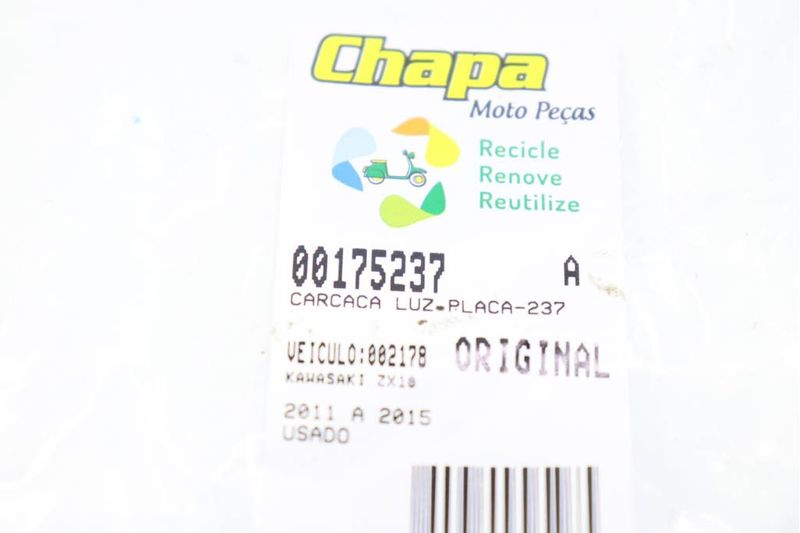 Chapa
Moto Peças
Recicle
Renove
Reutilize
00175237 A
CARCACA LUZ PLACA-237
VEICULO:002178 ORIGINAL
KAWASAKI ZX10
2011 A 2015
USADO